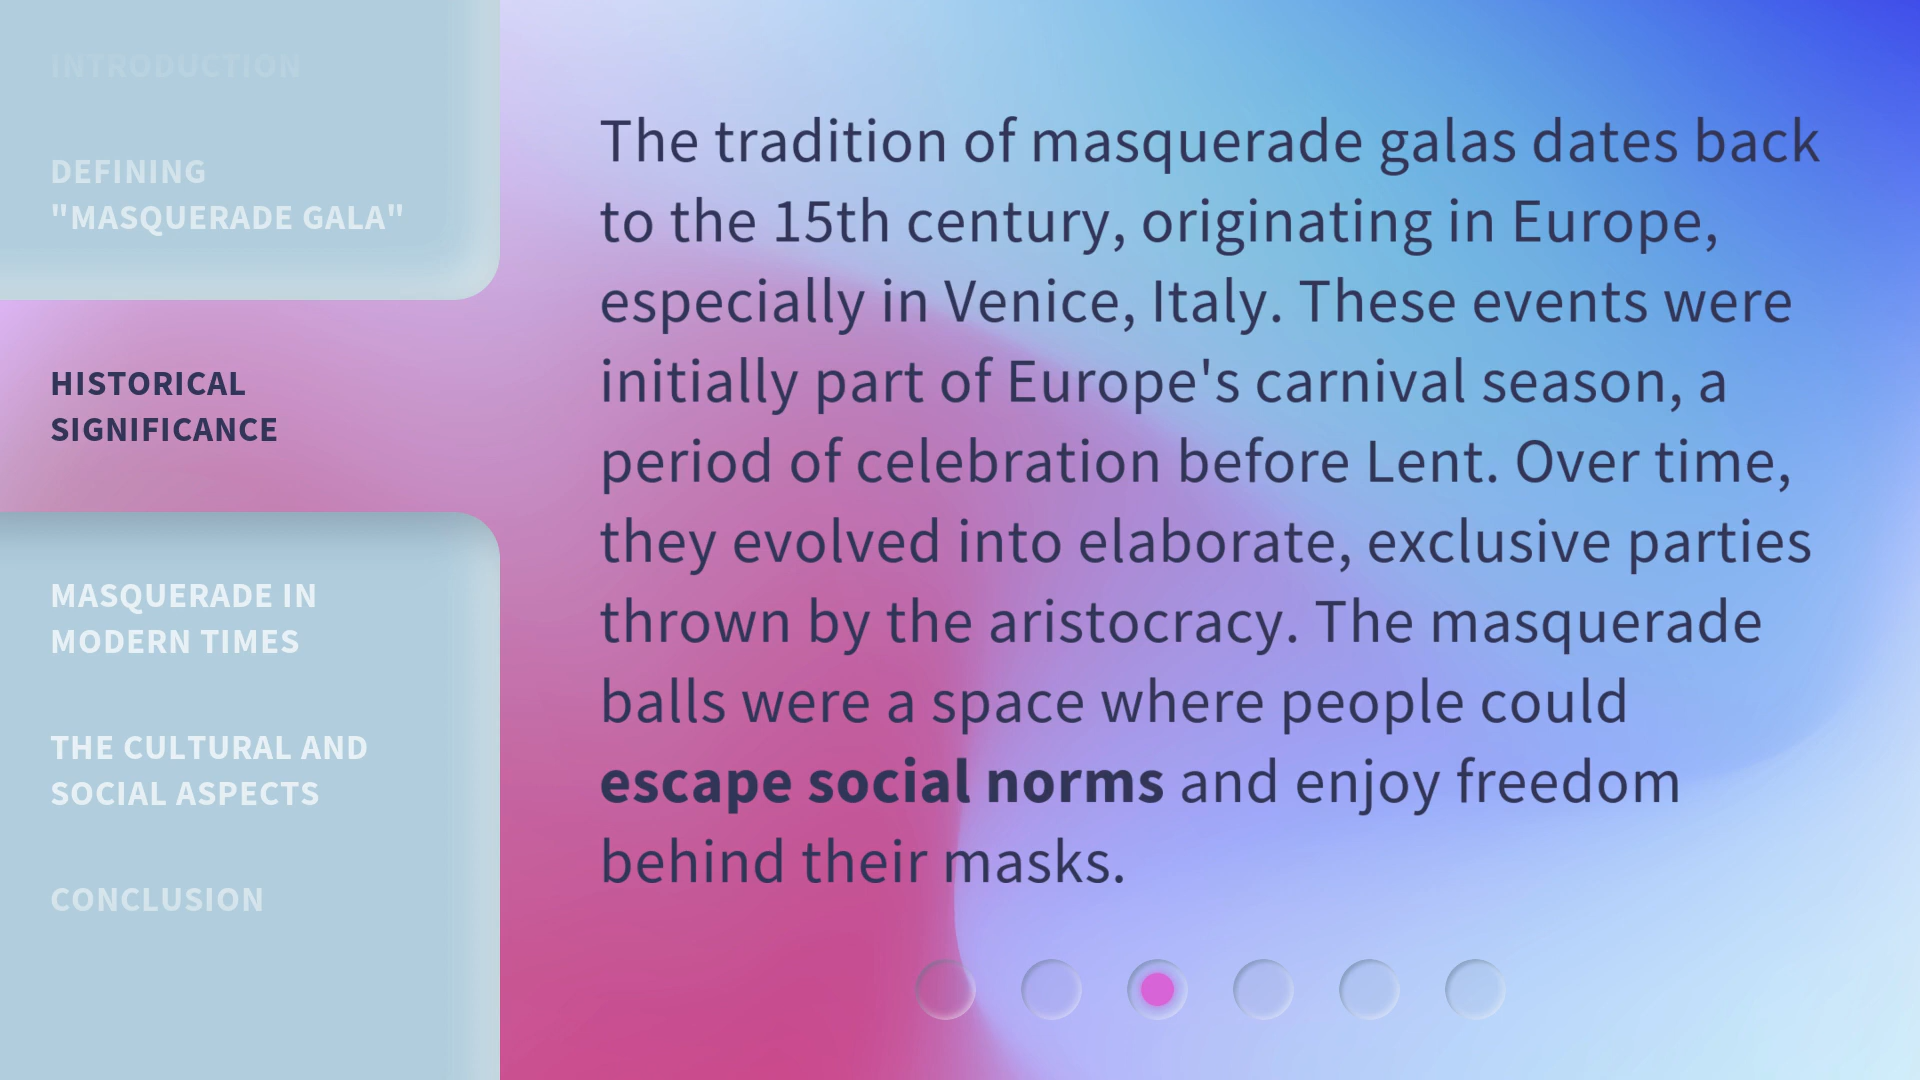 INTRODUCTION
DEFINING
"MASQUERADE GALA"
HISTORICAL
SIGNIFICANCE
MASQUERADE IN
MODERN TIMES
THE CULTURAL AND
SOCIAL ASPECTS
CONCLUSION
The tradition of masquerade galas dates back
to the 15th century, originating in Europe,
especially in Venice, Italy. These events were
initially part of Europe's carnival season, a
period of celebration before Lent. Over time,
they evolved into elaborate, exclusive parties
thrown by the aristocracy. The masquerade
balls were a space where people could
escape social norms and enjoy freedom
behind their masks.